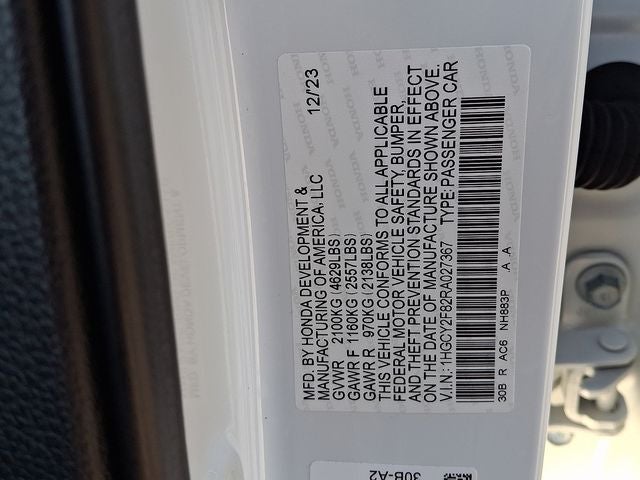 MFD. BY HONDA DEVELOPMENT &
MANUFACTURING OF AMERICA, LLC 12/'23
GVWR 2100KG (4629LBS)
GAWR F 1160KG (2557LBS)
GAWR R 970KG (2138LBS)
THIS VEHICLE CONFORMS TO ALL APPLICABLE
FEDERAL MOTOR VEHICLE SAFETY, BUMPER,
AND THEFT PREVENTION STANDARDS IN EFFECT
ON THE DATE OF MANUFACTURE SHOWN ABOVE.
V.I.N.: 1HGCY2F82RA027367 TYPE: PASSENGER CAR
30B R AC6 NH883P A A
30B-A2